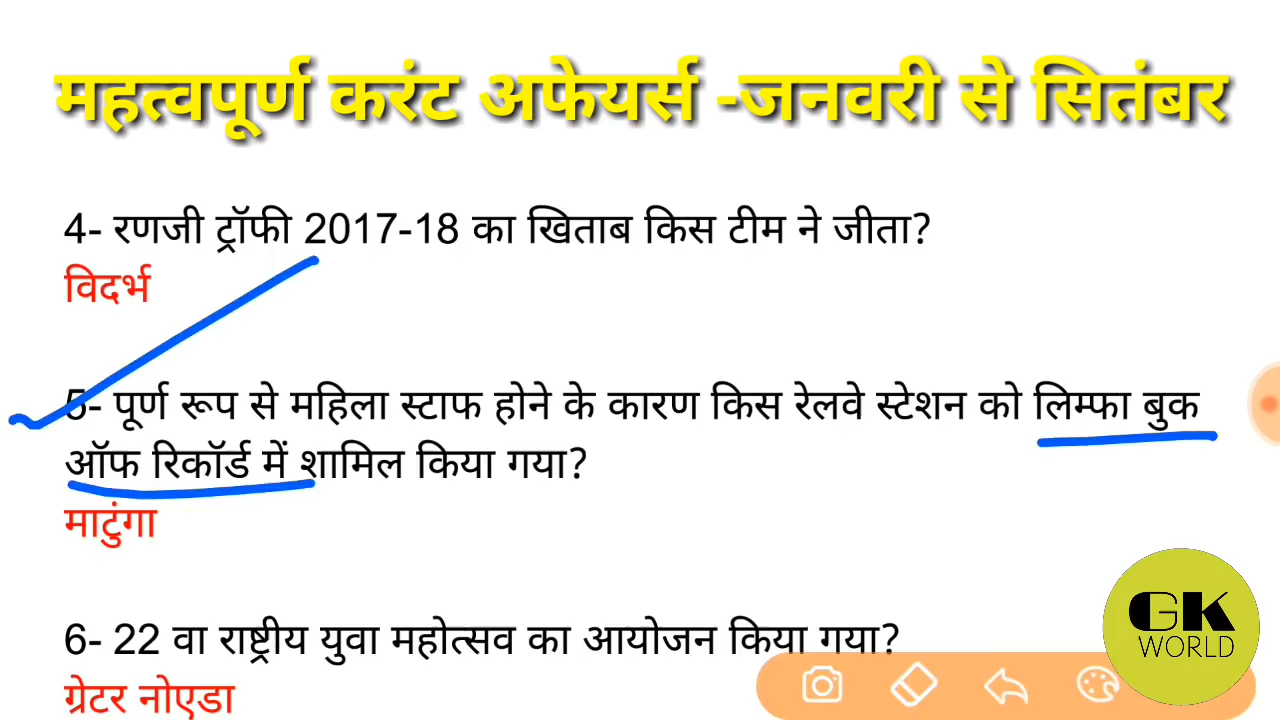 महत्वपूर्ण करंट अफेयर्स -जनवरी से सितंबर
4- रणजी ट्रॉफी 2017-18 का खिताब किस टीम ने जीता?
विदर्भ
5- पूर्ण रूप से महिला स्टाफ होने के कारण किस रेलवे स्टेशन को लिम्फा बुक
ऑफ रिकॉर्ड में शामिल किया गया?
माटुंगा
6- 22 वा राष्ट्रीय युवा महोत्सव का आयोजन किया गया?
ग्रेटर नोएडा
GK
WORLD